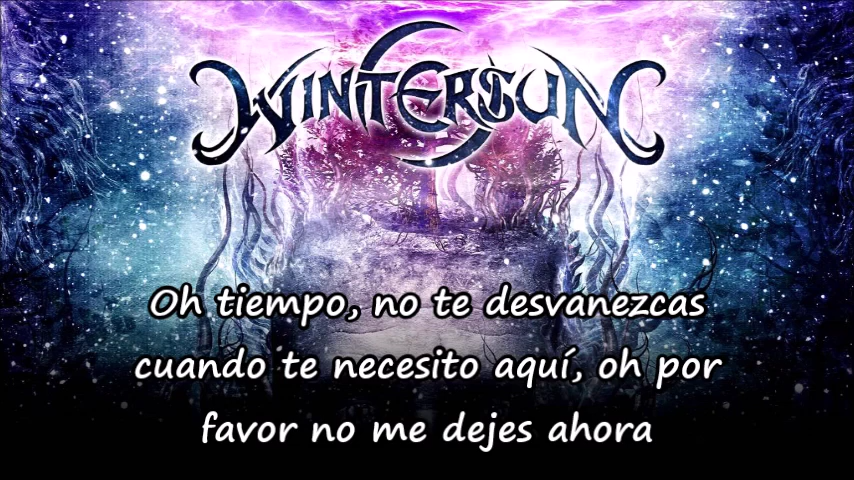 WINTERSUN
Oh tiempo, no te desvanezcas
cuando te necesito aquí, oh por
favor no me dejes ahora